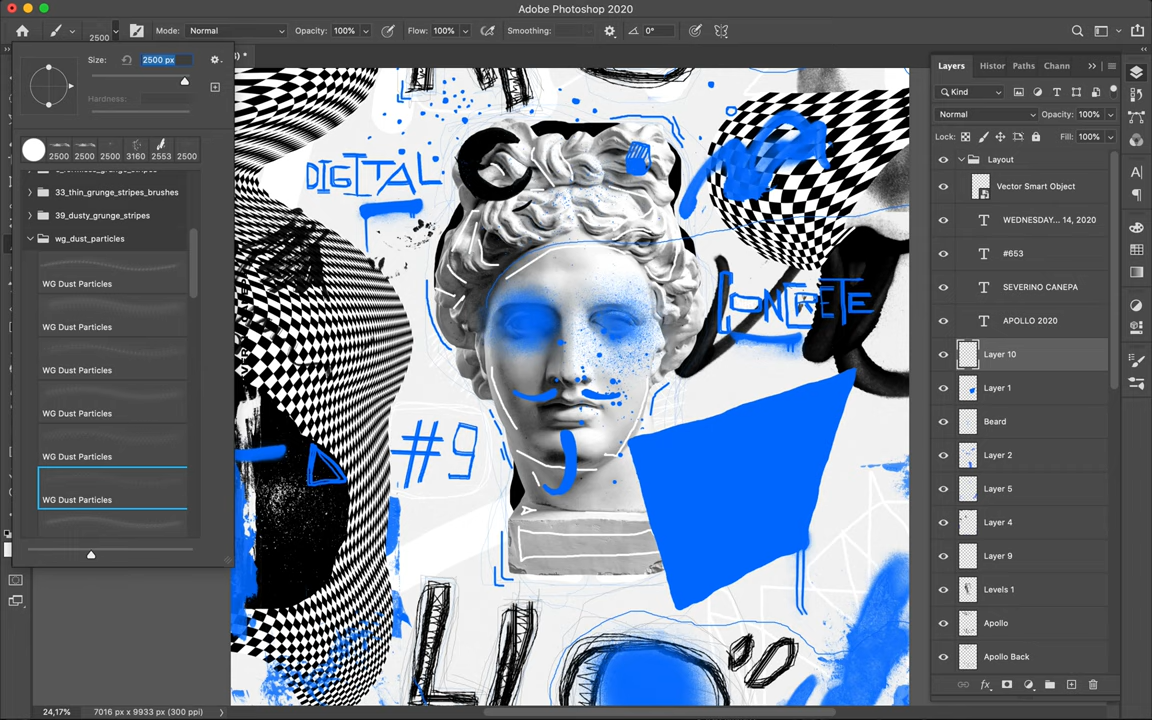 Adobe Photoshop 2020
2500
Mode: Normal
Opacity: 100%
Flow: 100%
Smoothing:
0°
Size: 2500 px
Hardness:
2500 2500 2500 3160 2553 2500
33_thin_grunge_stripes_brushes
39_dusty_grunge_stripes
wg_dust_particles
WG Dust Particles
WG Dust Particles
WG Dust Particles
WG Dust Particles
WG Dust Particles
WG Dust Particles
) *
DIGITAL
CONCRETE
#9
A
LIO
Layers Histor Paths Chann
Kind
Normal Opacity: 100%
Lock: Fill: 100%
Layout
Vector Smart Object
WEDNESDAY... 14, 2020
#653
SEVERINO CANEPA
APOLLO 2020
Layer 10
Layer 1
Beard
Layer 2
Layer 5
Layer 4
Layer 9
Levels 1
Apollo
Apollo Back
24,17% 7016 px x 9933 px (300 ppi)